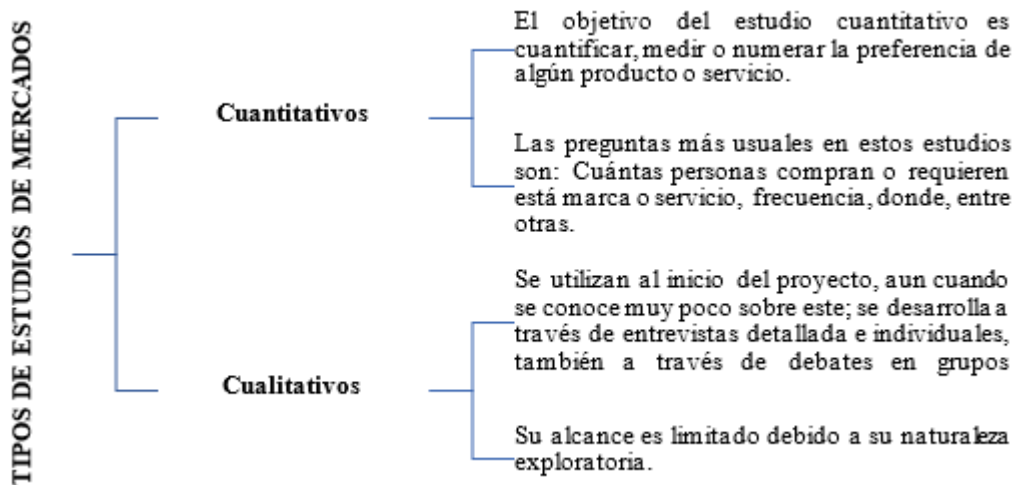 TIPOS DE ESTUDIOS DE MERCADOS
Cuantitativos
El objetivo del estudio cuantitativo es
cuantificar, medir o numerar la preferencia de
algún producto o servicio.
Las preguntas más usuales en estos estudios
son: Cuántas personas compran o requieren
está marca o servicio, frecuencia, donde, entre
otras.
Cualitativos
Se utilizan al inicio del proyecto, aun cuando
se conoce muy poco sobre este; se desarrolla a
través de entrevistas detallada e individuales,
también a través de debates en grupos
Su alcance es limitado debido a su naturaleza
exploratoria.